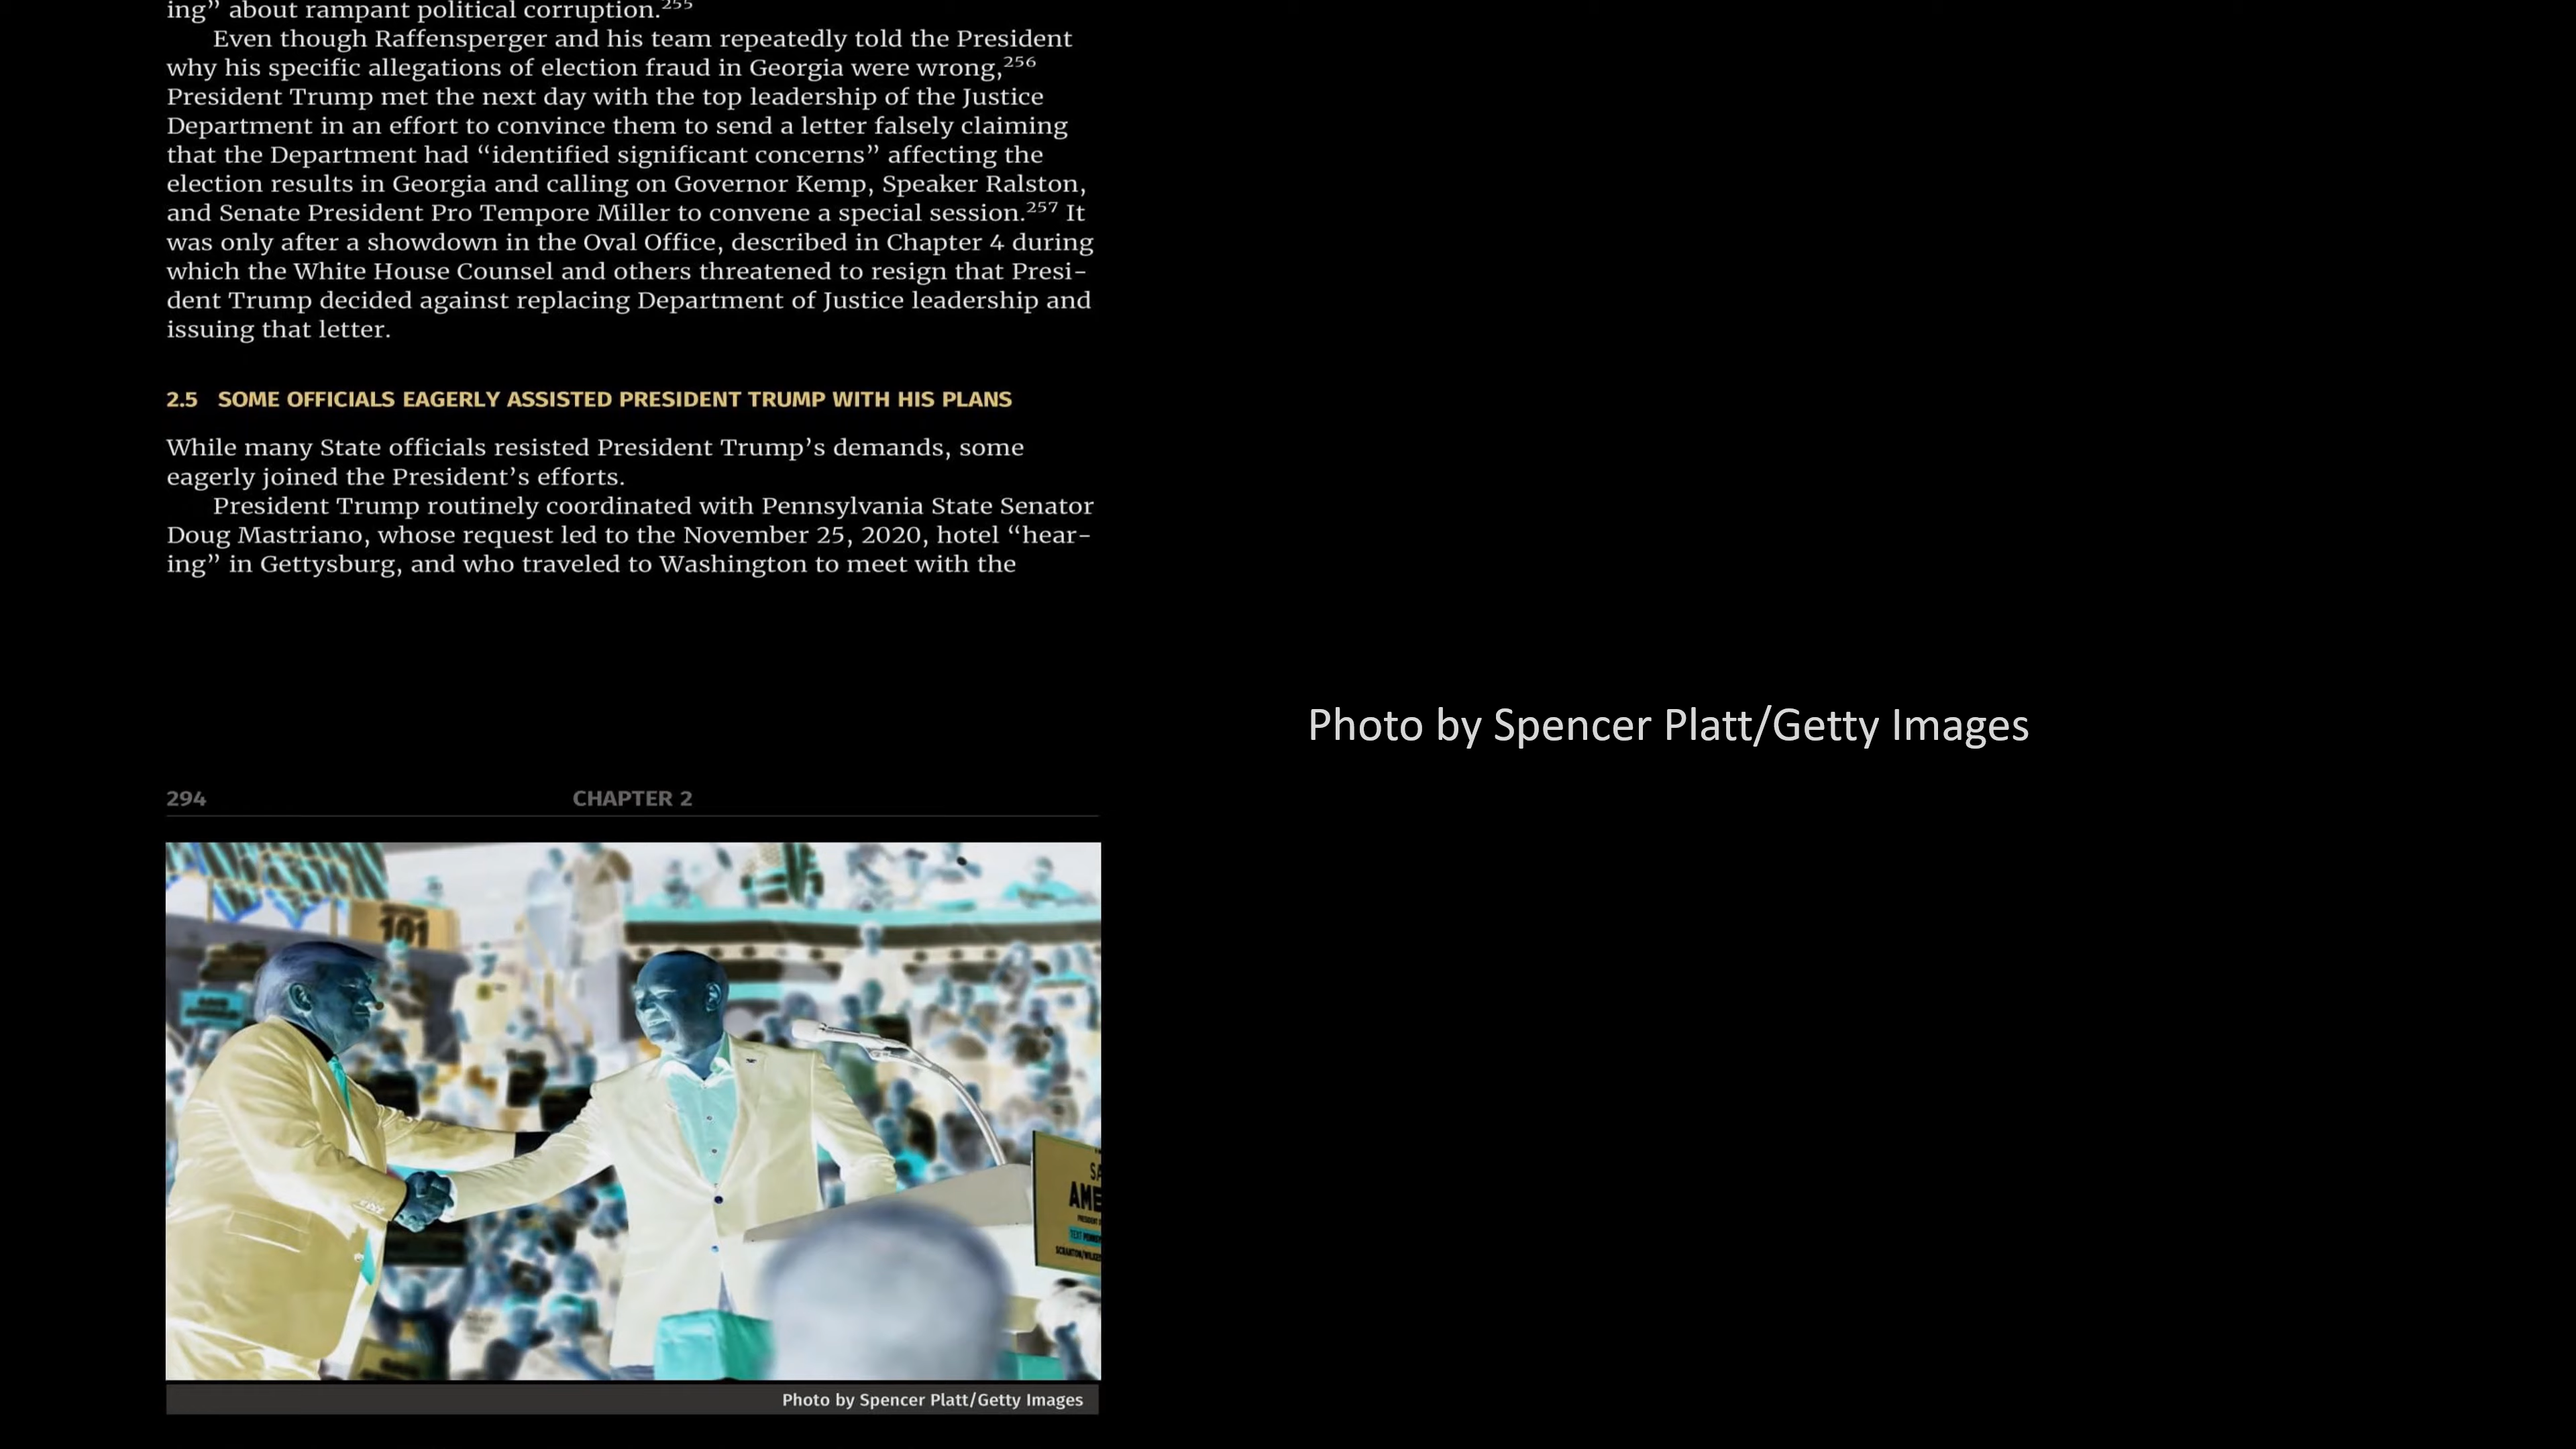 ing” about rampant political corruption.255
Even though Raffensperger and his team repeatedly told the President
why his specific allegations of election fraud in Georgia were wrong,256
President Trump met the next day with the top leadership of the Justice
Department in an effort to convince them to send a letter falsely claiming
that the Department had “identified significant concerns” affecting the
election results in Georgia and calling on Governor Kemp, Speaker Ralston,
and Senate President Pro Tempore Miller to convene a special session.257 It
was only after a showdown in the Oval Office, described in Chapter 4 during
which the White House Counsel and others threatened to resign that Presi-
dent Trump decided against replacing Department of Justice leadership and
issuing that letter.
2.5 SOME OFFICIALS EAGERLY ASSISTED PRESIDENT TRUMP WITH HIS PLANS
While many State officials resisted President Trump’s demands, some
eagerly joined the President’s efforts.
President Trump routinely coordinated with Pennsylvania State Senator
Doug Mastriano, whose request led to the November 25, 2020, hotel “hear-
ing” in Gettysburg, and who traveled to Washington to meet with the
Photo by Spencer Platt/Getty Images
294 CHAPTER 2
101
SA
AME
Photo by Spencer Platt/Getty Images